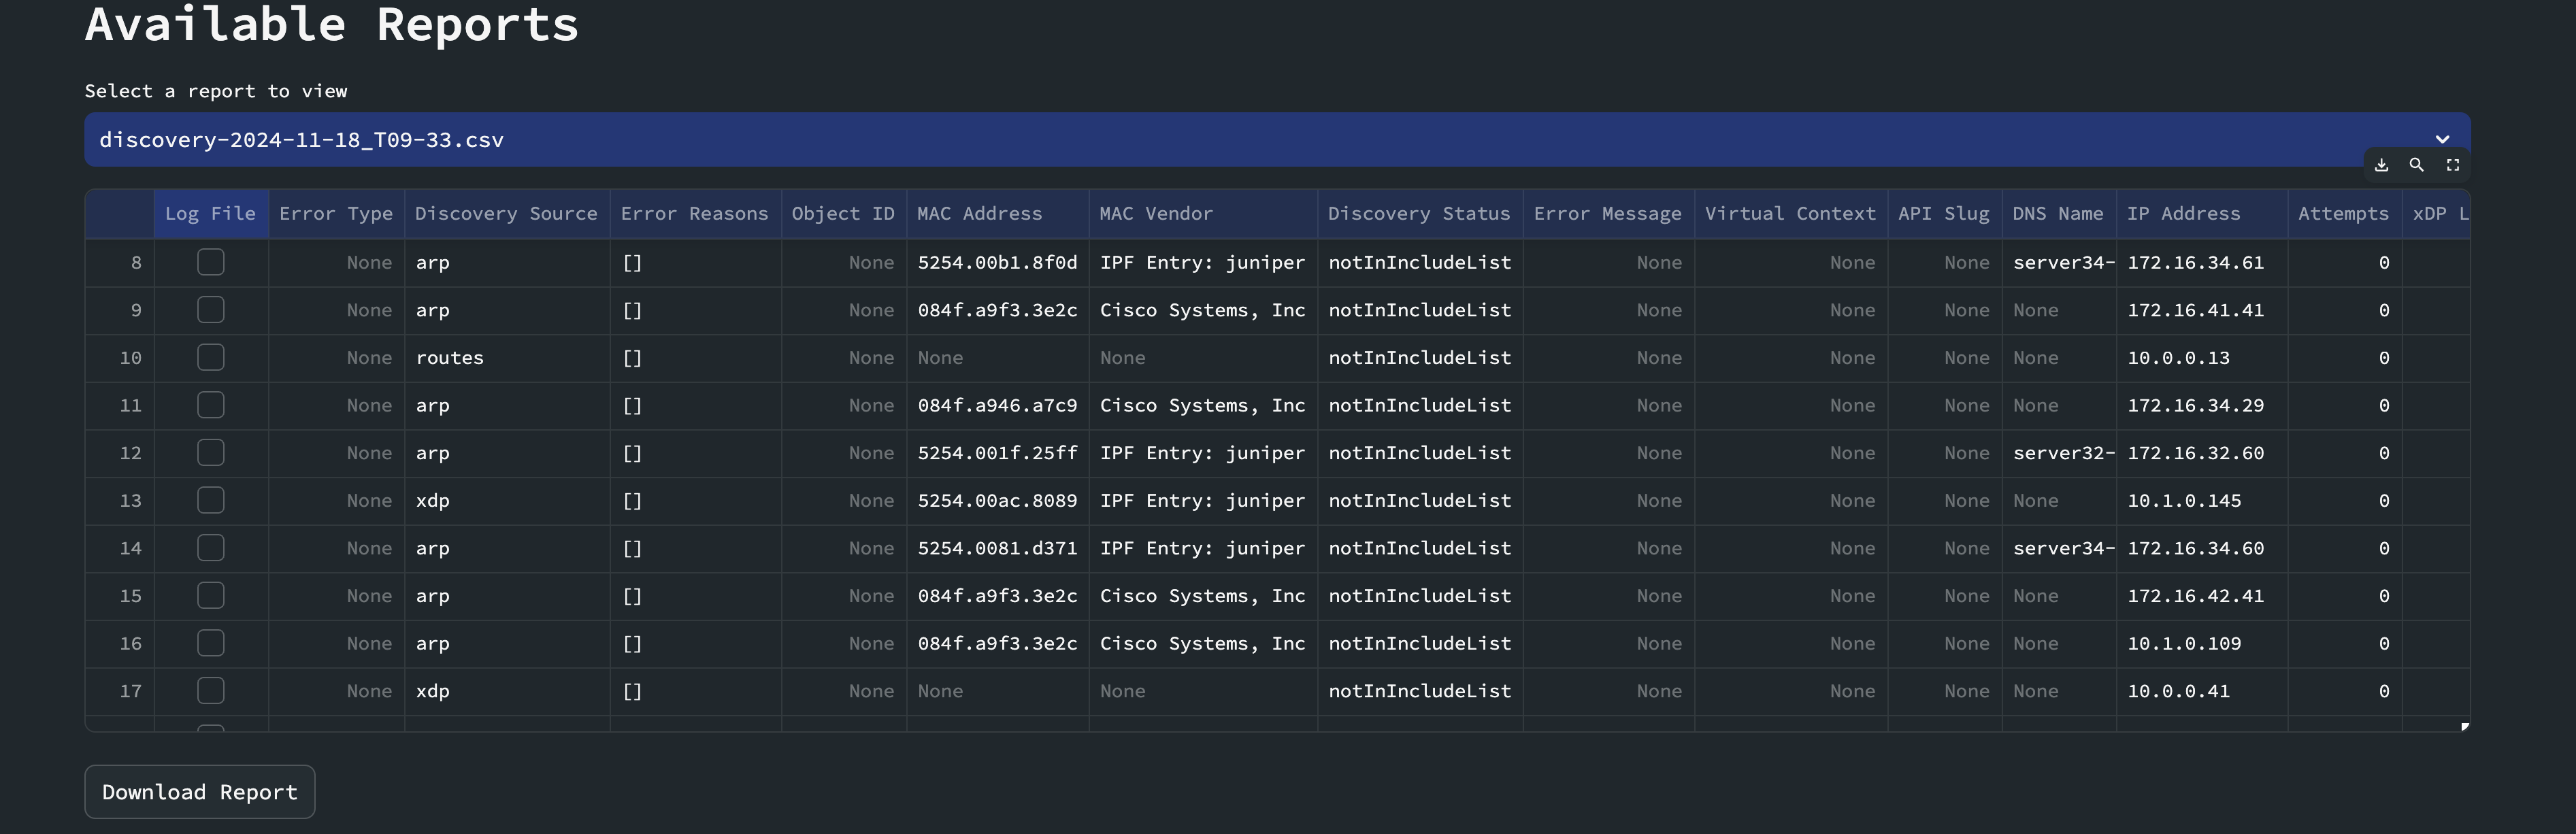 Available Reports
Select a report to view
discovery-2024-11-18_T09-33.csv
Log File Error Type Discovery Source Error Reasons Object ID MAC Address MAC Vendor Discovery Status Error Message Virtual Context API Slug DNS Name IP Address Attempts xDP L
8 None arp [] None 5254.00b1.8f0d IPF Entry: juniper notInIncludeList None None None server34- 172.16.34.61 0
9 None arp [] None 084f.a9f3.3e2c Cisco Systems, Inc notInIncludeList None None None None 172.16.41.41 0
10 None routes [] None None None notInIncludeList None None None None 10.0.0.13 0
11 None arp [] None 084f.a946.a7c9 Cisco Systems, Inc notInIncludeList None None None None 172.16.34.29 0
12 None arp [] None 5254.001f.25ff IPF Entry: juniper notInIncludeList None None None server32- 172.16.32.60 0
13 None xdp [] None 5254.00ac.8089 IPF Entry: juniper notInIncludeList None None None None 10.1.0.145 0
14 None arp [] None 5254.0081.d371 IPF Entry: juniper notInIncludeList None None None server34- 172.16.34.60 0
15 None arp [] None 084f.a9f3.3e2c Cisco Systems, Inc notInIncludeList None None None None 172.16.42.41 0
16 None arp [] None 084f.a9f3.3e2c Cisco Systems, Inc notInIncludeList None None None None 10.1.0.109 0
17 None xdp [] None None None notInIncludeList None None None None 10.0.0.41 0
Download Report